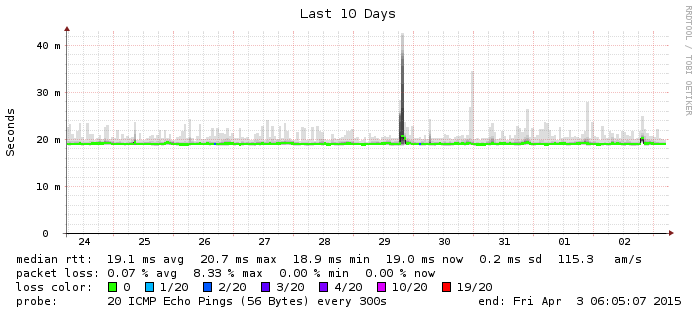 Last 10 Days
RRDTOOL / TOBI OETIKER
Seconds
40 m
30 m
20 m
10 m
0
24 25 26 27 28 29 30 31 01 02
median rtt: 19.1 ms avg 20.7 ms max 18.9 ms min 19.0 ms now 0.2 ms sd 115.3 am/s
packet loss: 0.07 % avg 8.33 % max 0.00 % min 0.00 % now
loss color: 0 1/20 2/20 3/20 4/20 10/20 19/20
probe: 20 ICMP Echo Pings (56 Bytes) every 300s end: Fri Apr 3 06:05:07 2015